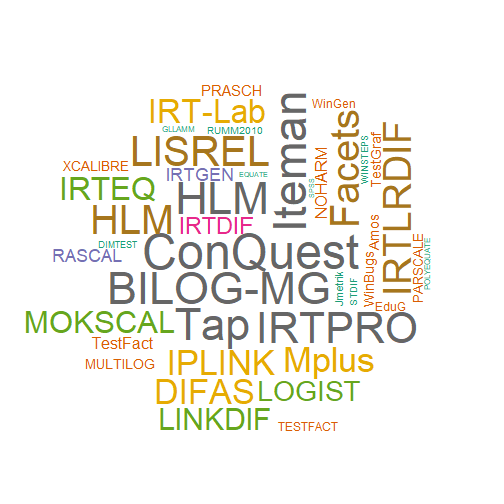 PRASCH
IRT-Lab
WinGen
GLLAMM
RUMM2010
LISREL
Iteman
Facets
NOHARM
WINSTEPS
TestGraf
IRTLRDIF
XCALIBRE
IRTGEN
EQUATE
SPSS
IRTEQ
HLM
HLM
IRTDIF
DIMTEST
RASCAL
ConQuest
Amos
WinBugs
PARSCALE
POLYEQUATE
BILOG-MG
Jmetrik
STDIF
EduG
MOKSCAL
Tap
IRTPRO
TestFact
MULTILOG
IPLINK
Mplus
DIFAS
LOGIST
LINKDIF
TESTFACT